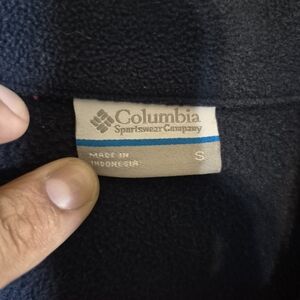 Columbia
Sportswear Company
MADE IN
INDONESIA
S